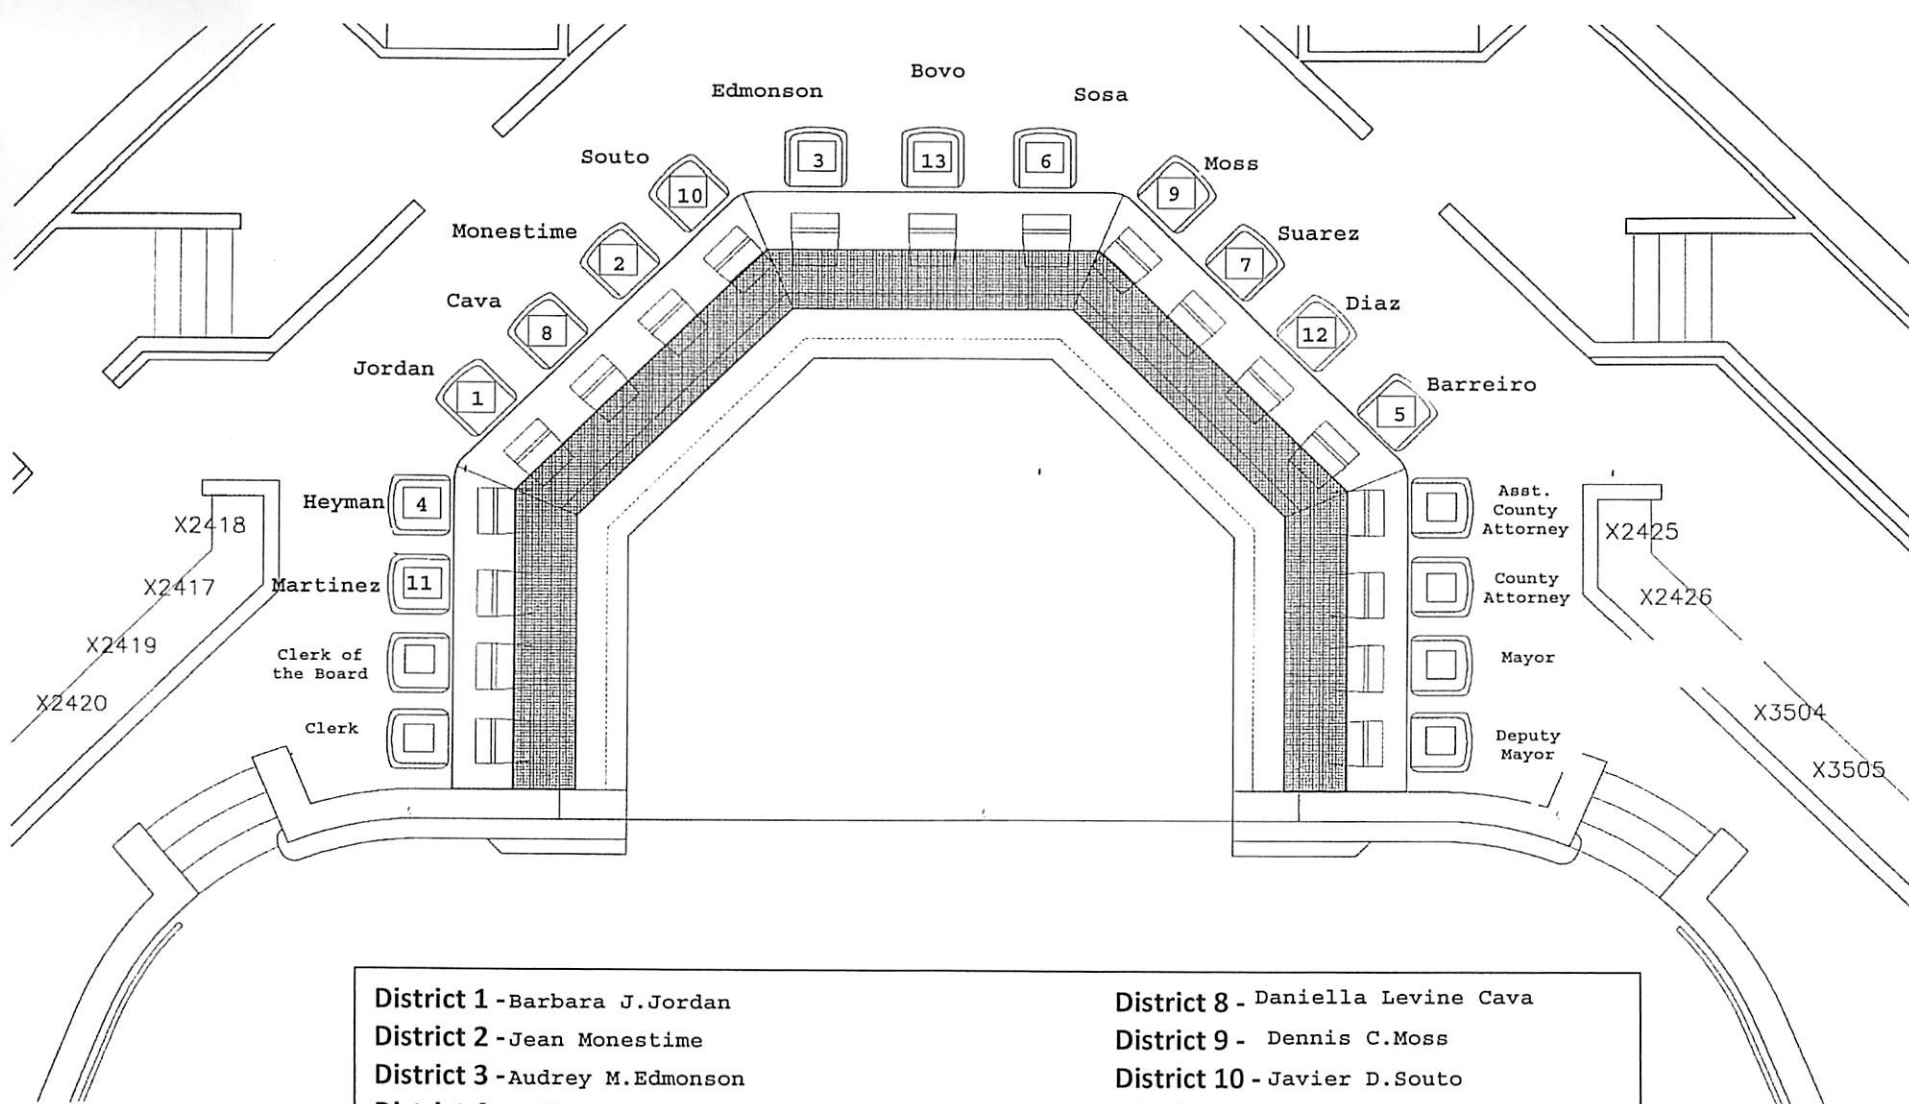 Bovo
Edmonson
Sosa
3
13
6
Souto
10
9
Moss
Monestime
2
7
Suarez
Cava
8
12
Diaz
Jordan
1
5
Barreiro
Heyman
4
Asst.
County
Attorney
X2418
X2425
Martinez
11
County
Attorney
X2417
X2426
X2419
Clerk of
the Board
Mayor
X2420
Clerk
Deputy
Mayor
X3504
X3505
District 1 - Barbara J.Jordan
District 2 - Jean Monestime
District 3 - Audrey M.Edmonson
District 8 - Daniella Levine Cava
District 9 - Dennis C.Moss
District 10 - Javier D.Souto